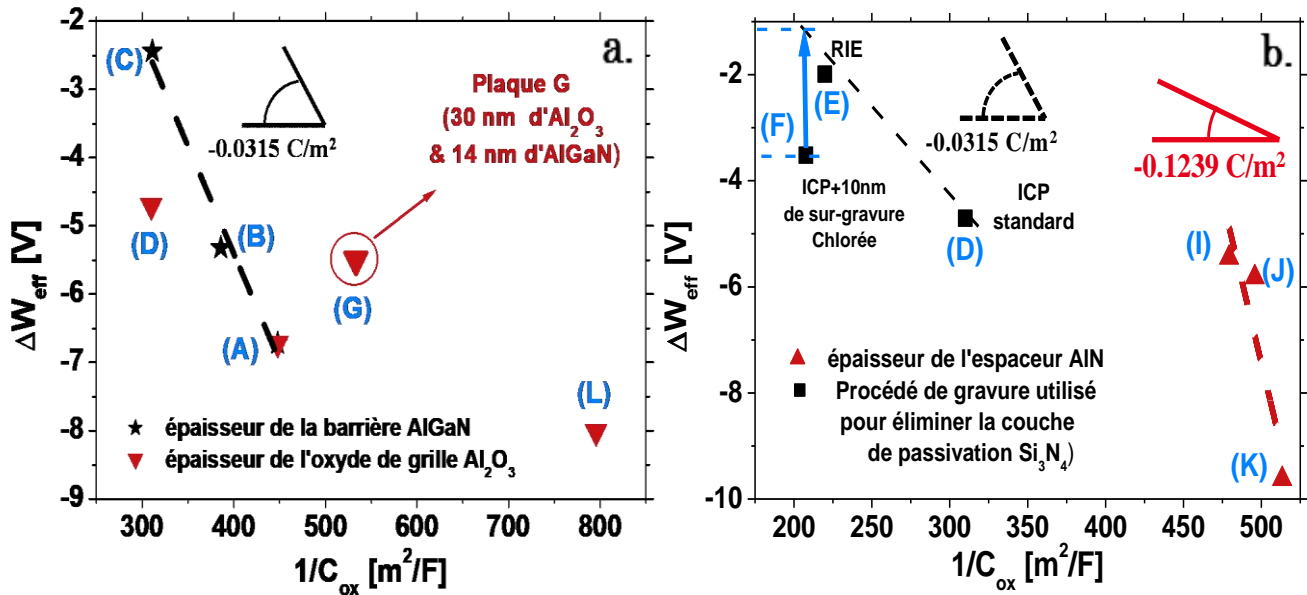 a.
-2
-3
-4
-5
-6
-7
-8
-9
ΔW_eff [V]
(C)
-0.0315 C/m²
Plaque G
(30 nm d'Al₂O₃
& 14 nm d'AlGaN)
(D)
(B)
(G)
(A)
(L)
épaisseur de la barrière AlGaN
épaisseur de l'oxyde de grille Al₂O₃
300 400 500 600 700 800
1/C_ox [m²/F]
b.
-2
-4
-6
-8
-10
ΔW_eff [V]
RIE
(E)
(F)
-0.0315 C/m²
-0.1239 C/m²
ICP+10nm
de sur-gravure
Chlorée
ICP
standard
(D)
(I)
(J)
(K)
épaisseur de l'espaceur AlN
Procédé de gravure utilisé
pour éliminer la couche
de passivation Si₃N₄)
200 250 300 350 400 450 500
1/C_ox [m²/F]